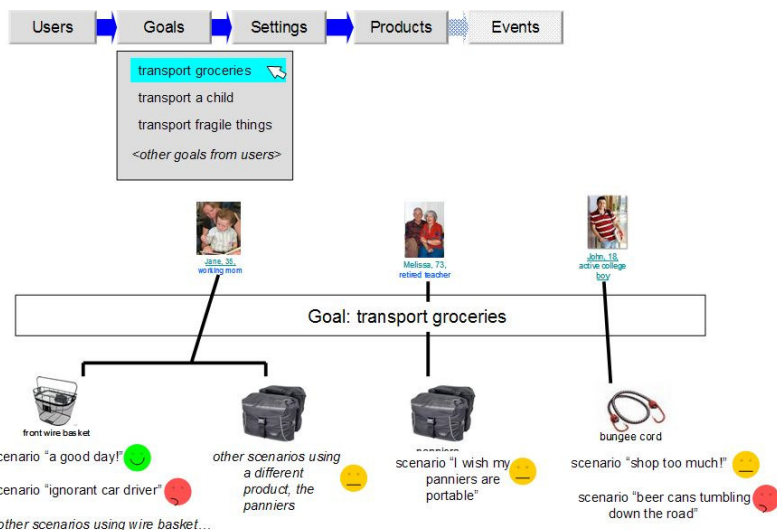 Users
Goals
Settings
Products
Events
transport groceries
transport a child
transport fragile things
<other goals from users>
Jane, 35,
working mom
Melissa, 73,
retired teacher
John, 18,
active college
boy
Goal: transport groceries
front wire basket
cenario "a good day!"
cenario "ignorant car driver"
other scenarios using wire basket...
other scenarios using
a different
product, the
panniers
panniers
scenario "I wish my
panniers are
portable"
bungee cord
scenario "shop too much!"
scenario "beer cans tumbling
down the road"